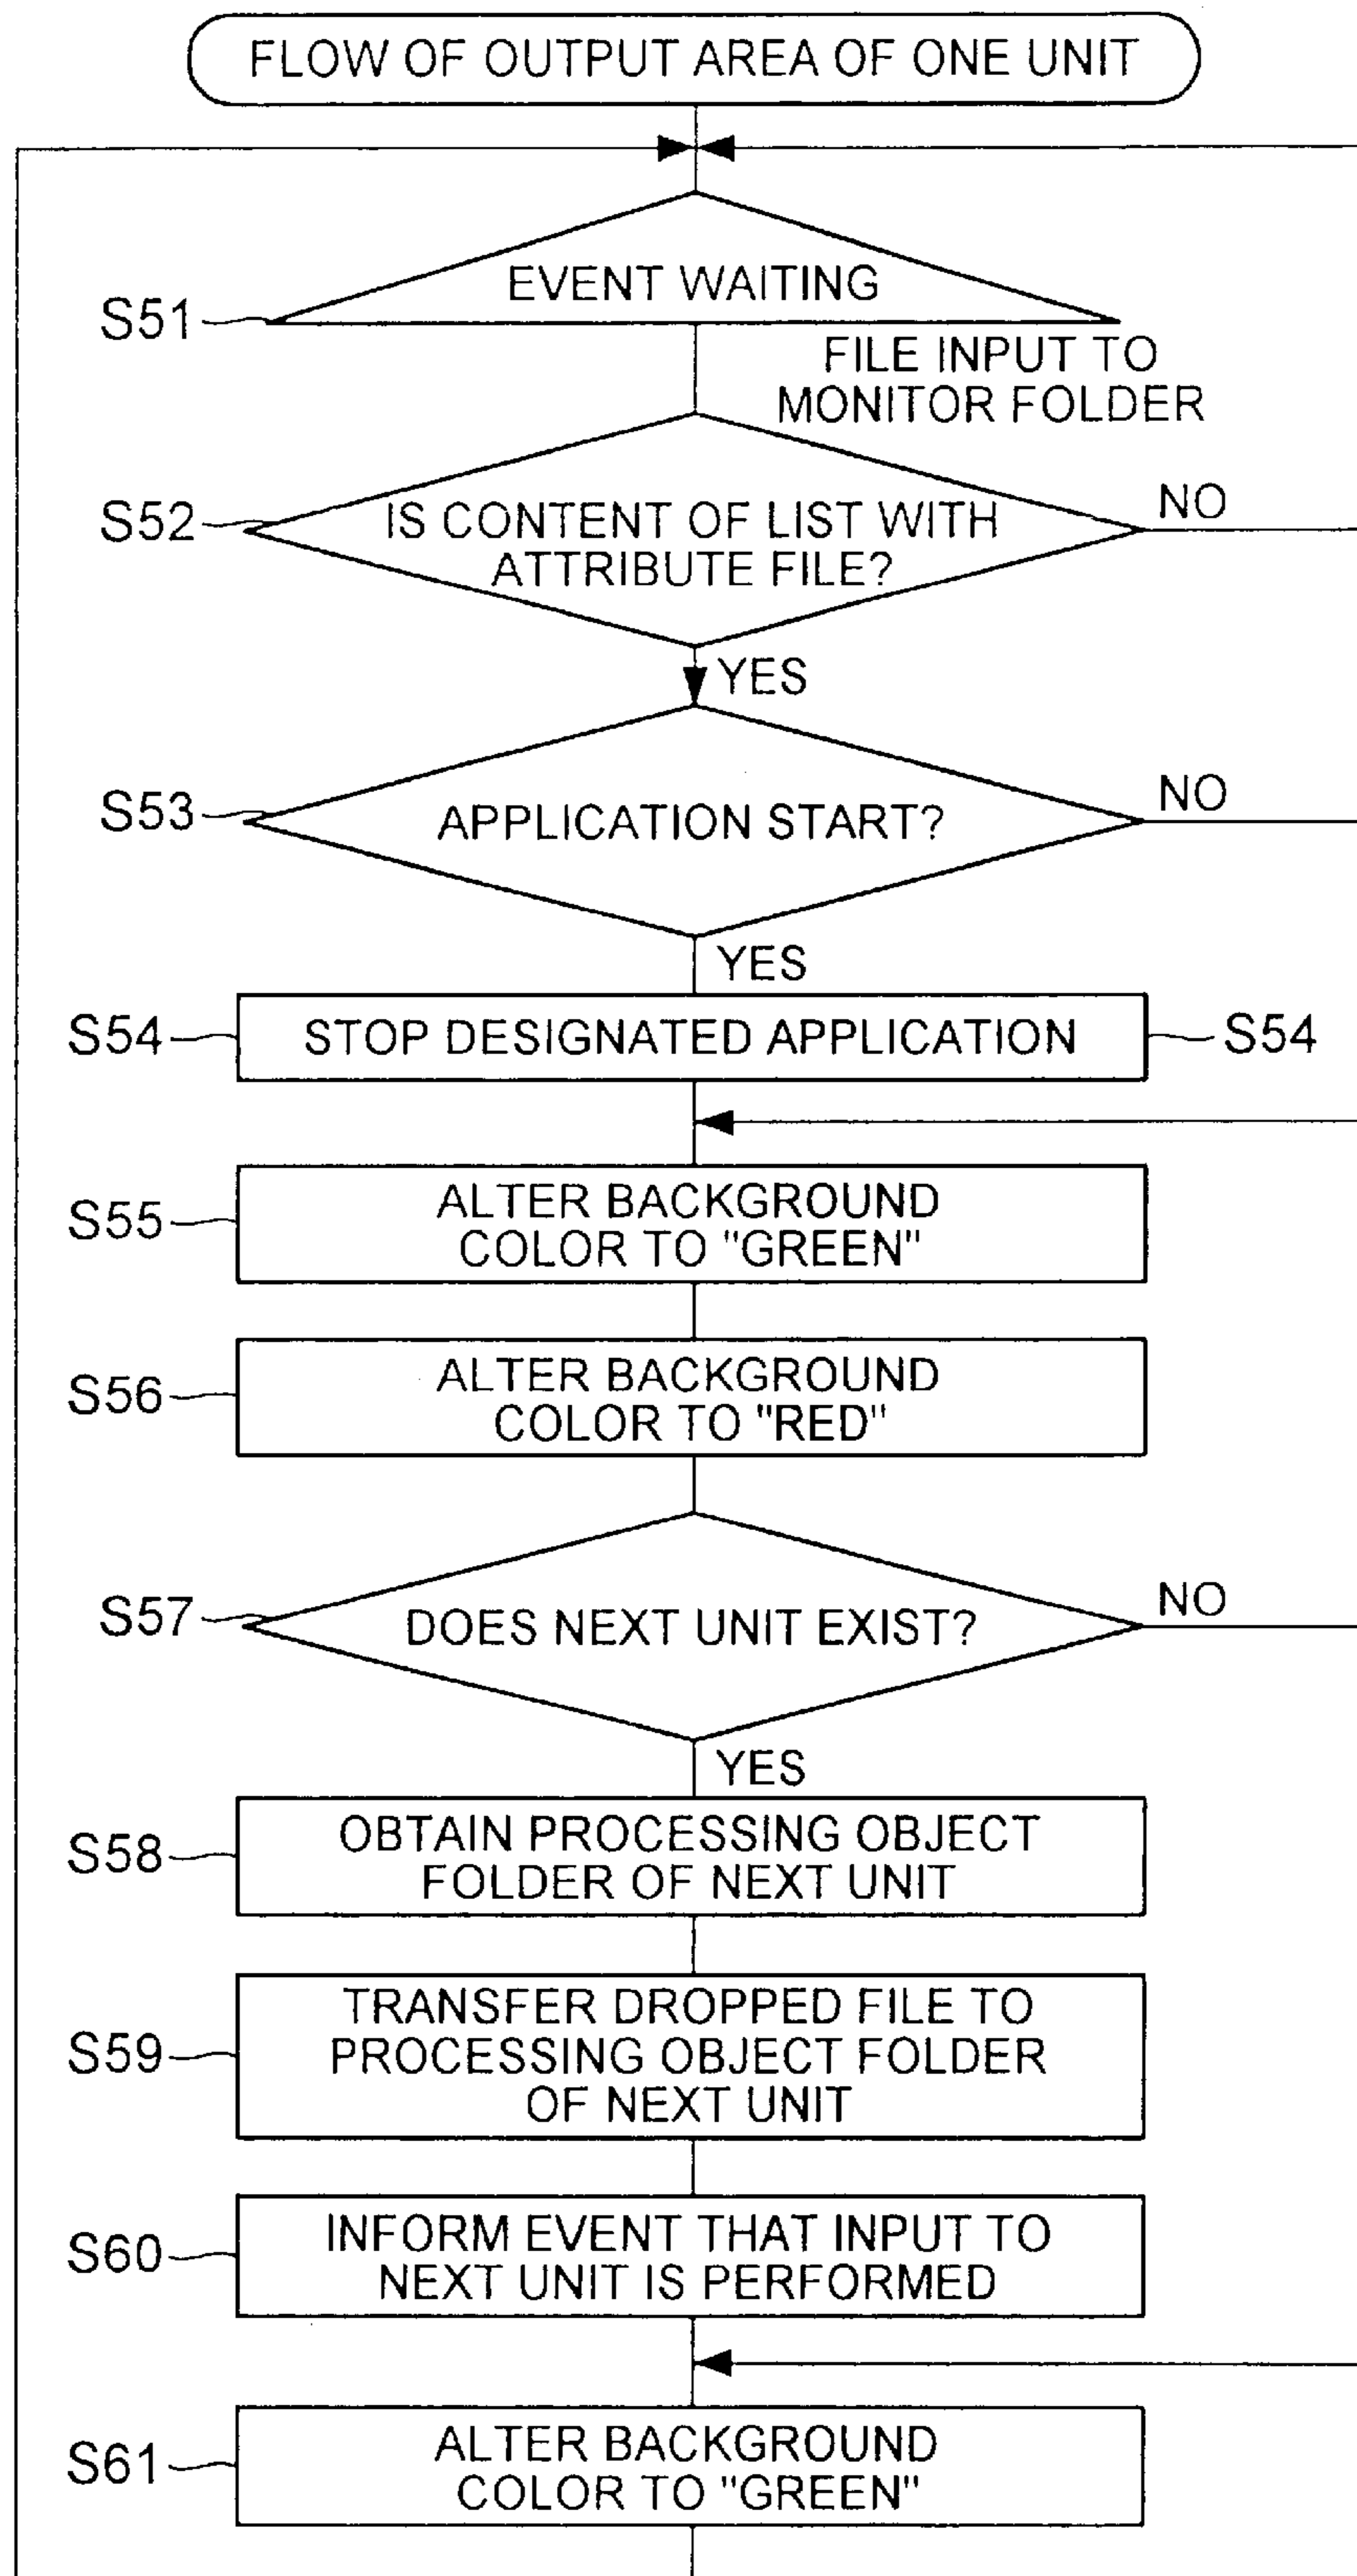 FLOW OF OUTPUT AREA OF ONE UNIT
S51
EVENT WAITING
FILE INPUT TO
MONITOR FOLDER
S52
IS CONTENT OF LIST WITH
ATTRIBUTE FILE?
NO
YES
S53
APPLICATION START?
NO
YES
S54
STOP DESIGNATED APPLICATION
S54
S55
ALTER BACKGROUND
COLOR TO "GREEN"
S56
ALTER BACKGROUND
COLOR TO "RED"
S57
DOES NEXT UNIT EXIST?
NO
YES
S58
OBTAIN PROCESSING OBJECT
FOLDER OF NEXT UNIT
S59
TRANSFER DROPPED FILE TO
PROCESSING OBJECT FOLDER
OF NEXT UNIT
S60
INFORM EVENT THAT INPUT TO
NEXT UNIT IS PERFORMED
S61
ALTER BACKGROUND
COLOR TO "GREEN"